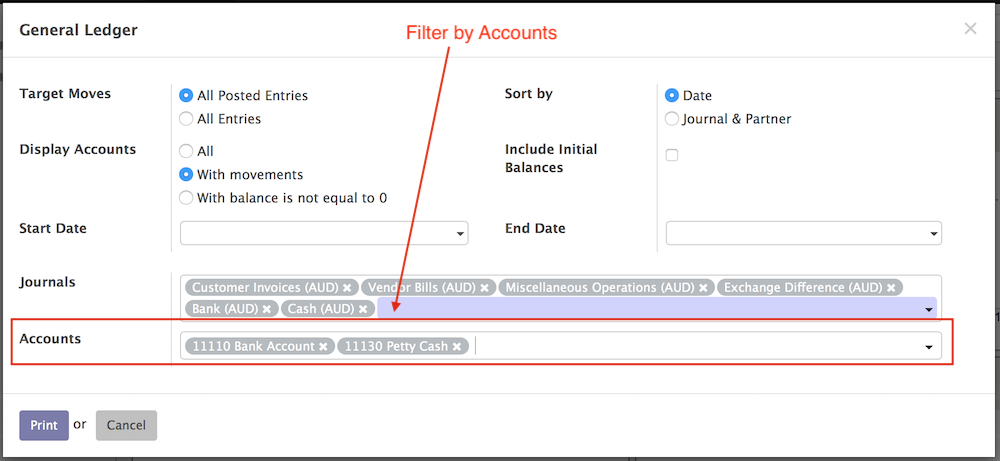 General Ledger
Filter by Accounts
×
Target Moves
All Posted Entries
All Entries
Sort by
Date
Journal & Partner
Display Accounts
All
With movements
With balance is not equal to 0
Include Initial
Balances
Start Date
End Date
Journals
Customer Invoices (AUD) × Vendor Bills (AUD) × Miscellaneous Operations (AUD) × Exchange Difference (AUD) ×
Bank (AUD) × Cash (AUD) ×
Accounts
11110 Bank Account × 11130 Petty Cash ×
Print or Cancel